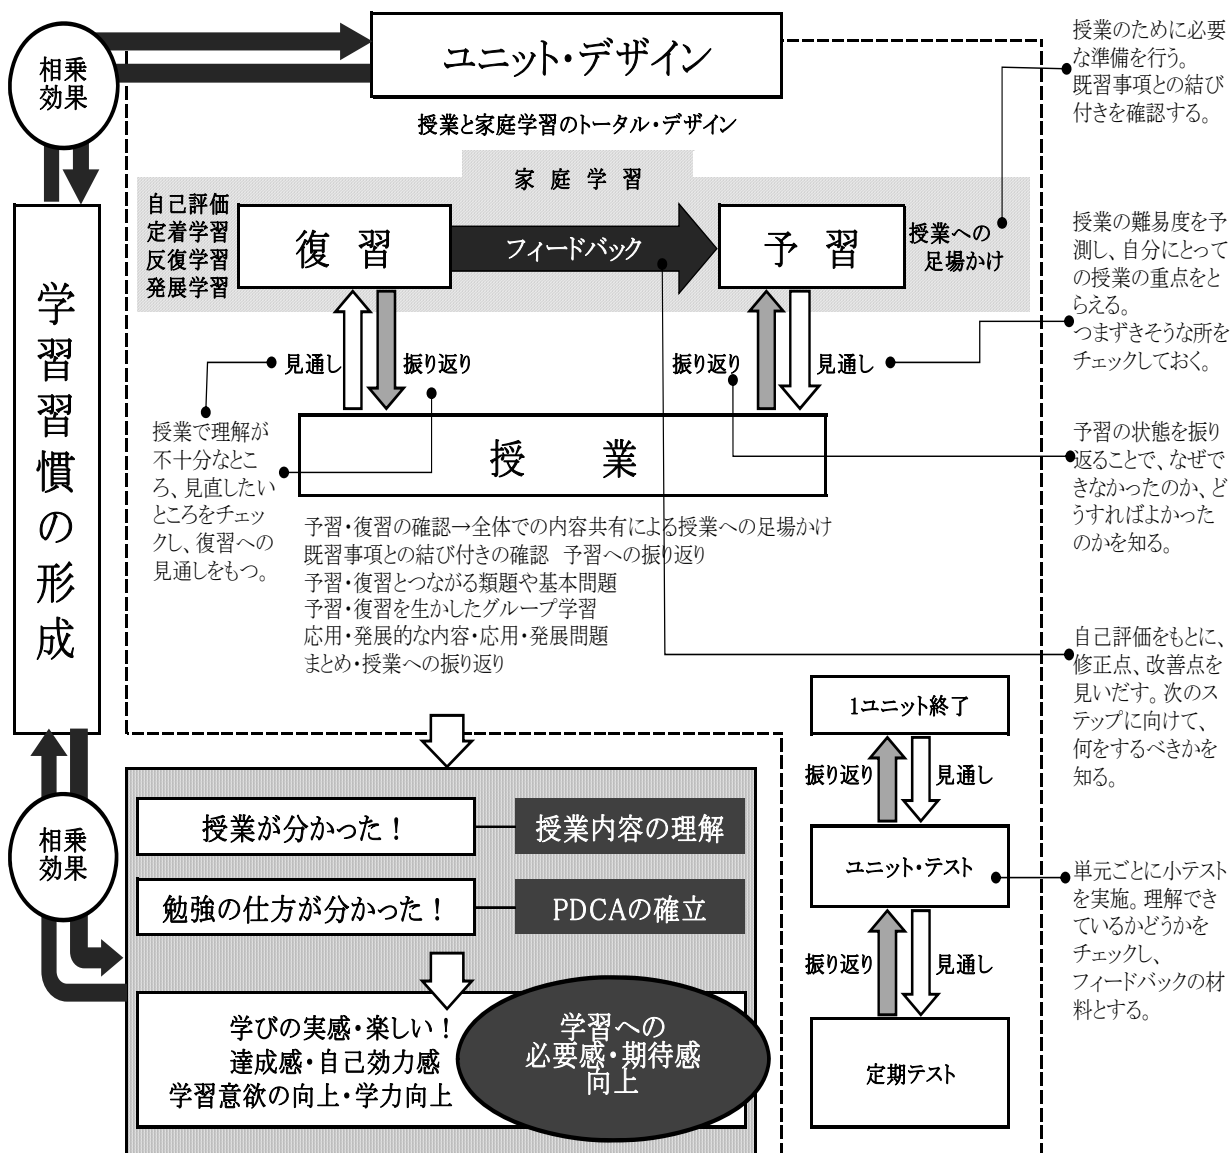 相乗
効果
ユニット・デザイン
授業と家庭学習のトータル・デザイン
授業のために必要
な準備を行う。
既習事項との結び
付きを確認する。
家庭学習
自己評価
定着学習
反復学習
発展学習
復習
フィードバック
予習
授業への
足場かけ
授業の難易度を予
測し、自分にとって
の授業の重点をと
らえる。
つまずきそうな所を
チェックしておく。
学習習慣の形成
見通し
振り返り
振り返り
見通し
授業で理解が
不十分なとこ
ろ、見直したい
ところをチェッ
クし、復習への
見通しをもつ。
授業
予習の状態を振り
返ることで、なぜで
きなかったのか、ど
うすればよかった
のかを知る。
予習・復習の確認→全体での内容共有による授業への足場かけ
既習事項との結び付きの確認 予習への振り返り
予習・復習とつながる類題や基本問題
予習・復習を生かしたグループ学習
応用・発展的な内容・応用・発展問題
まとめ・授業への振り返り
自己評価をもとに、
修正点、改善点を
見いだす。次のス
テップに向けて、
何をするべきかを
知る。
1ユニット終了
振り返り
見通し
相乗
効果
授業が分かった！
授業内容の理解
勉強の仕方が分かった！
PDCAの確立
ユニット・テスト
単元ごとに小テスト
を実施。理解でき
ているかどうかを
チェックし、
フィードバックの材
料とする。
振り返り
見通し
学びの実感・楽しい！
達成感・自己効力感
学習意欲の向上・学力向上
学習への
必要感・期待感
向上
定期テスト